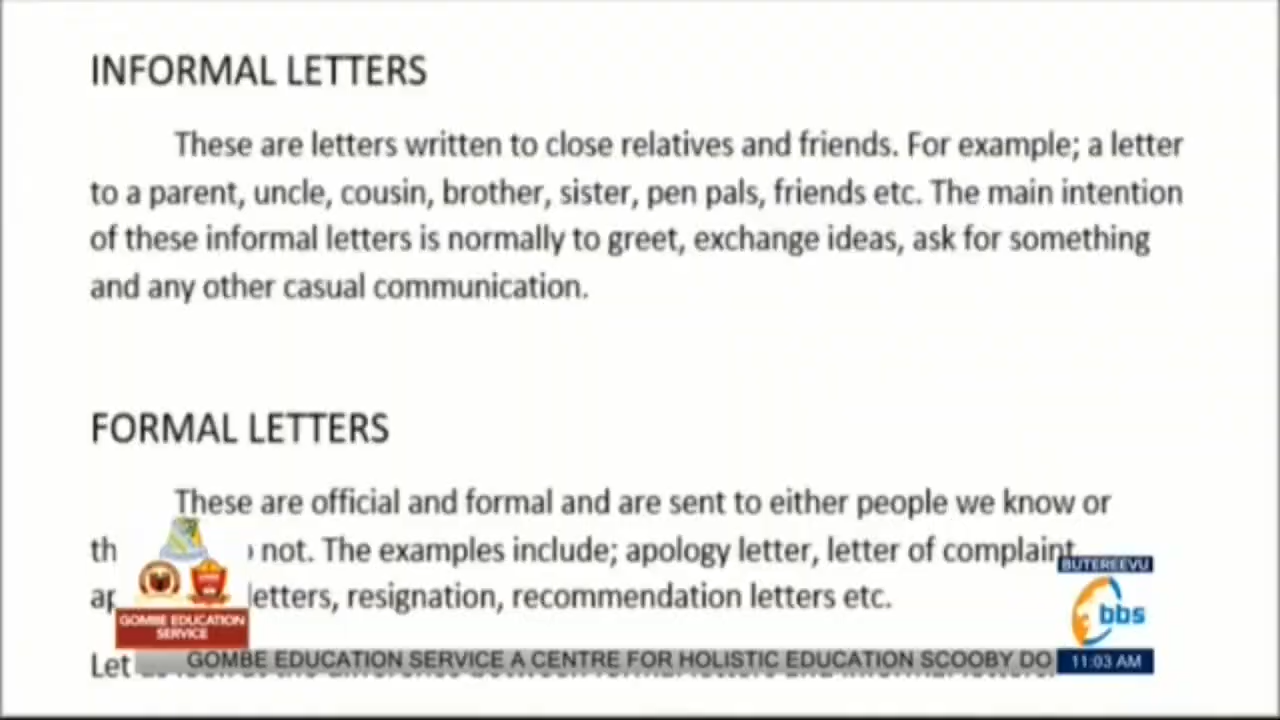 INFORMAL LETTERS
These are letters written to close relatives and friends. For example; a letter
to a parent, uncle, cousin, brother, sister, pen pals, friends etc. The main intention
of these informal letters is normally to greet, exchange ideas, ask for something
and any other casual communication.
FORMAL LETTERS
These are official and formal and are sent to either people we know or
not. The examples include; apology letter, letter of complaint
letters, resignation, recommendation letters etc.
Let
GOMBE EDUCATION
SERVICE
GOMBE EDUCATION SERVICE A CENTRE FOR HOLISTIC EDUCATION SCOOBY DO
BUTEREEVU
bbs
11:03 AM